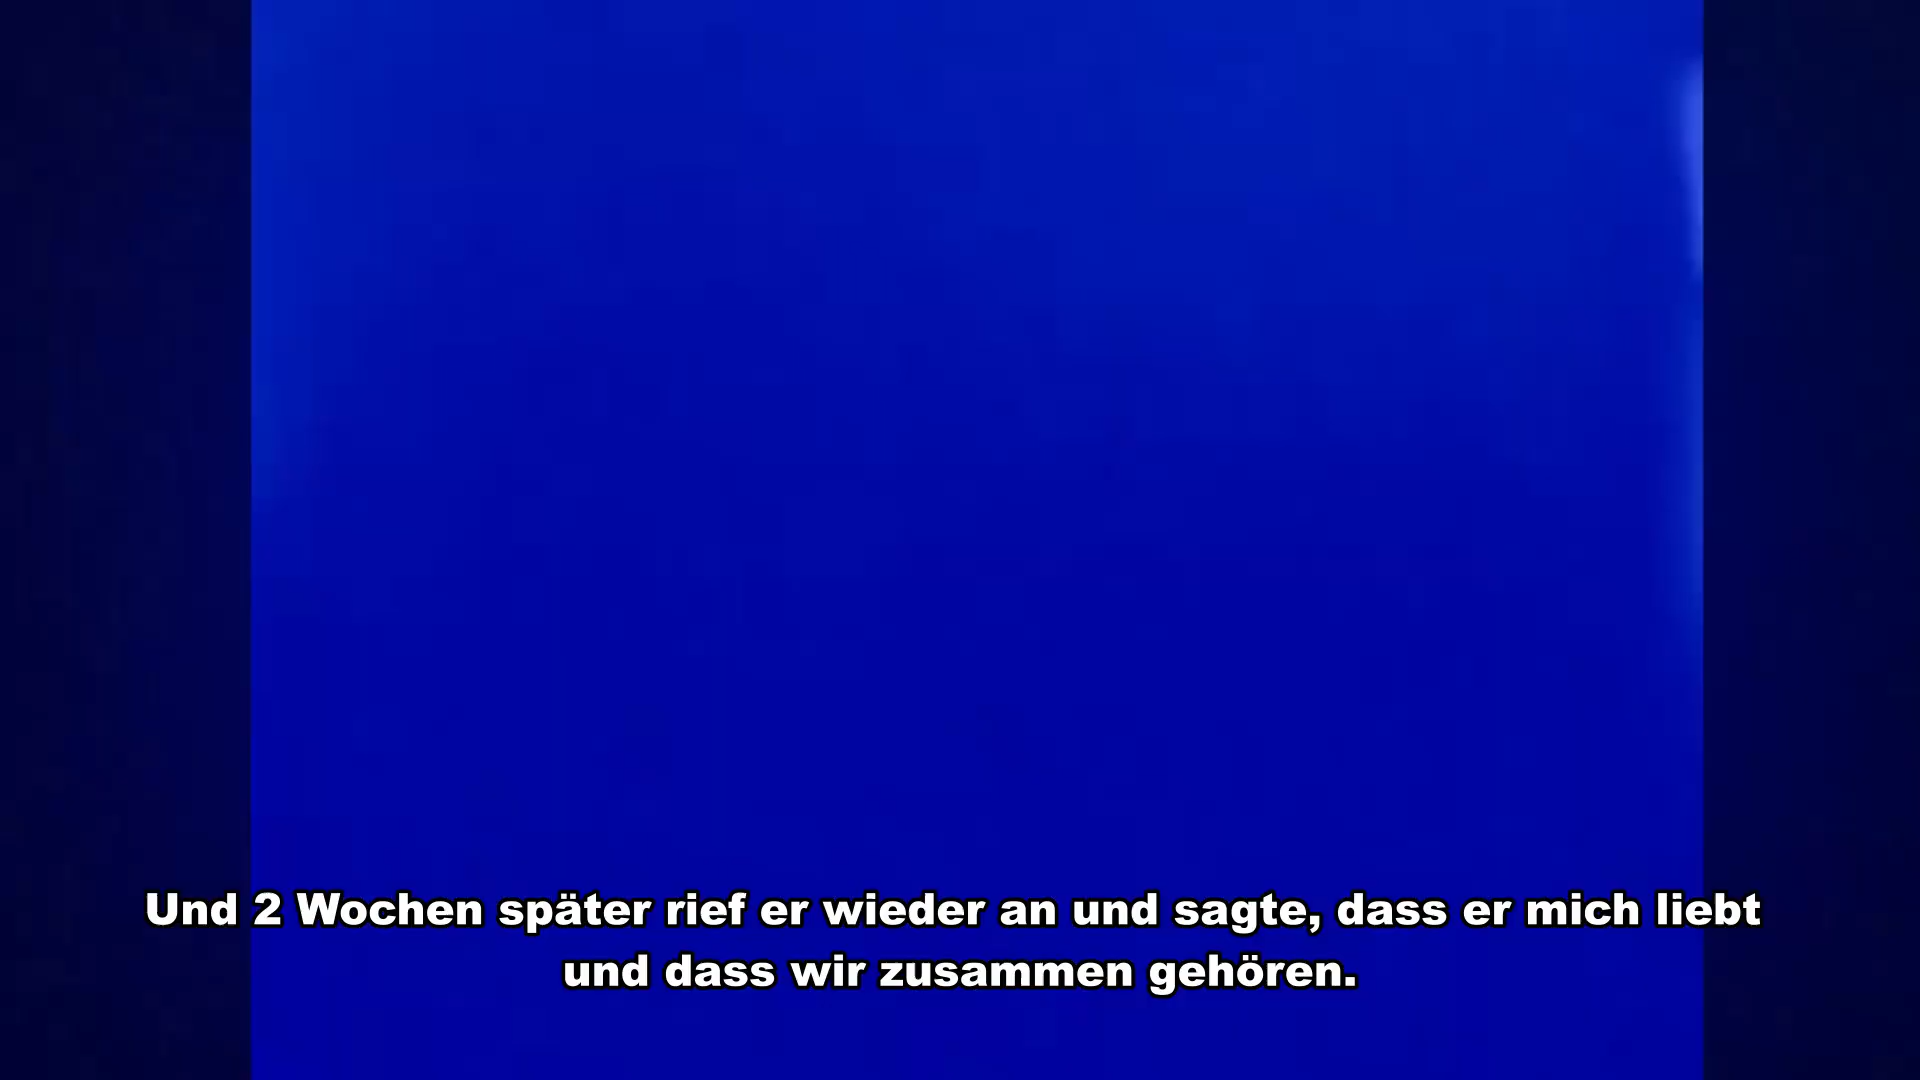 Und 2 Wochen später rief er wieder an und sagte, dass er mich liebt
und dass wir zusammen gehören.